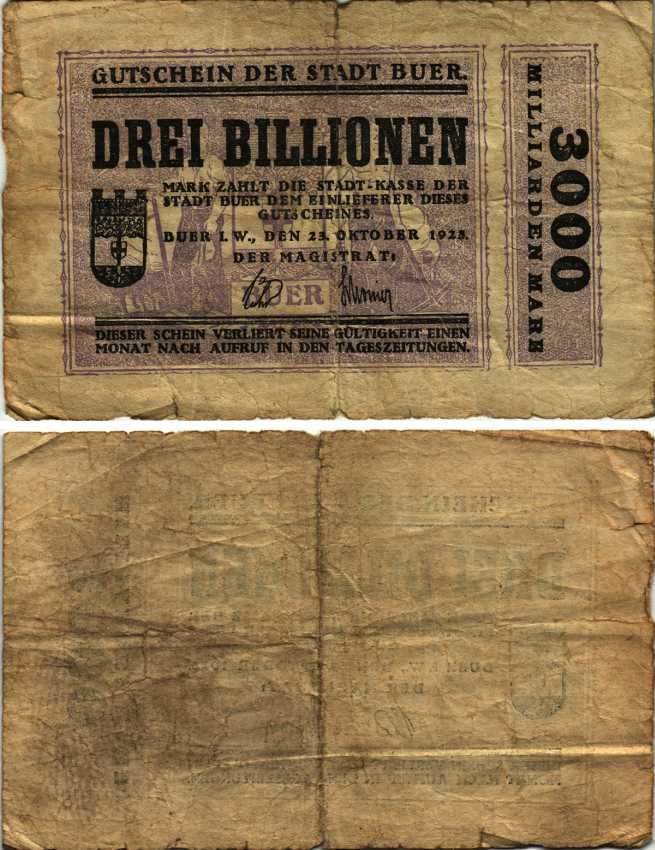 GUTSCHEIN DER STADT BUER.
DREI BILLIONEN
MARK ZAHLT DIE STADT-KASSE DER
STADT BUER DEM EINLIEFERER DIESES
GUTSCHEINES.
BUER I.W., DEN 23. OKTOBER 1923.
DER MAGISTRAT:
BUER
DIESER SCHEIN VERLIERT SEINE GÜLTIGKEIT EINEN
MONAT NACH AUFRUF IN DEN TAGESZEITUNGEN.
3000
MILLIARDEN MARK